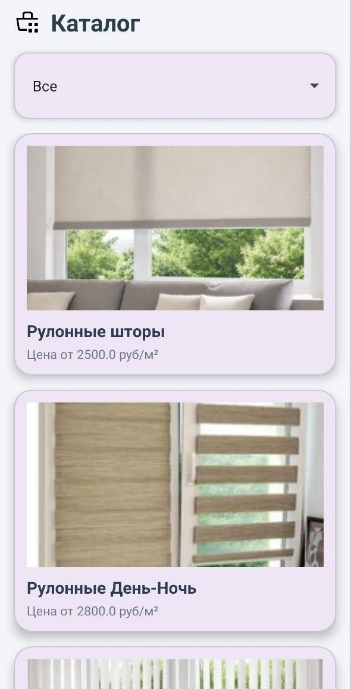 Каталог
Все
Рулонные шторы
Цена от 2500.0 руб/м²
Рулонные День-Ночь
Цена от 2800.0 руб/м²